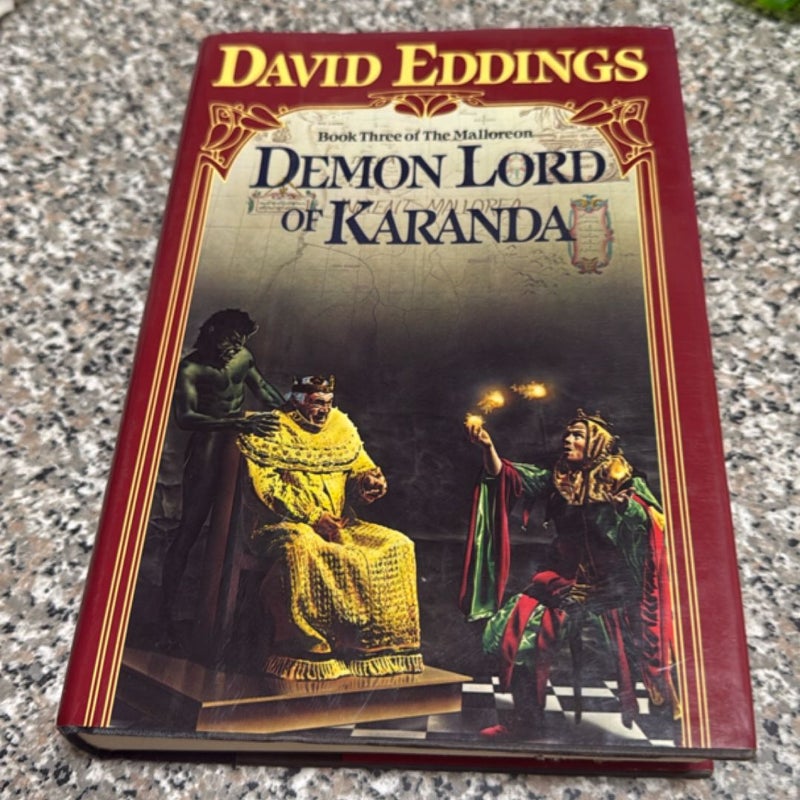 DAVID EDDINGS
Book Three of The Malloreon
DEMON LORD
OF KARANDA